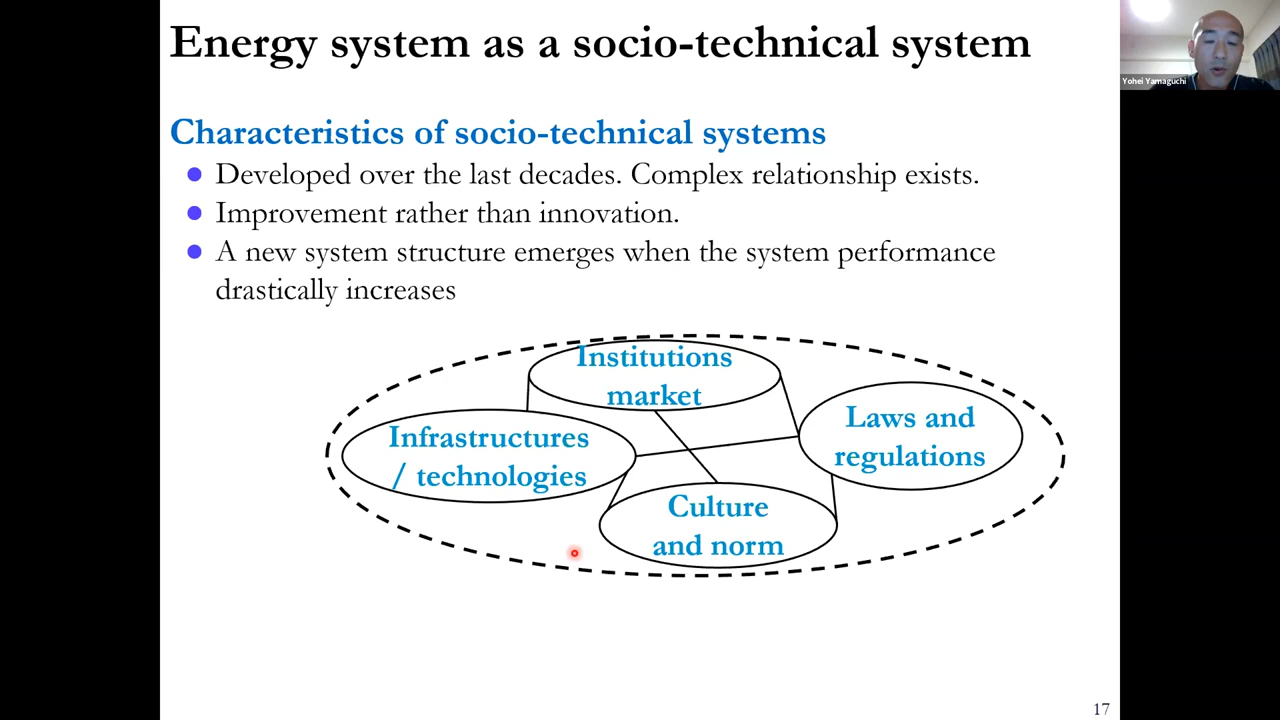 Energy system as a socio-technical system
Yohei Yamaguchi
Characteristics of socio-technical systems
Developed over the last decades. Complex relationship exists.
Improvement rather than innovation.
A new system structure emerges when the system performance
drastically increases
Institutions
market
Infrastructures
/ technologies
Laws and
regulations
Culture
and norm
17